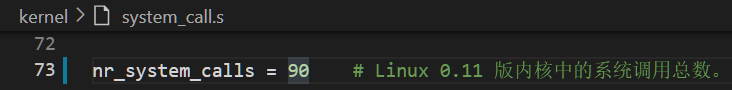 kernel > system_call.s
72
73 nr_system_calls = 90 # Linux 0.11 版内核中的系统调用总数。